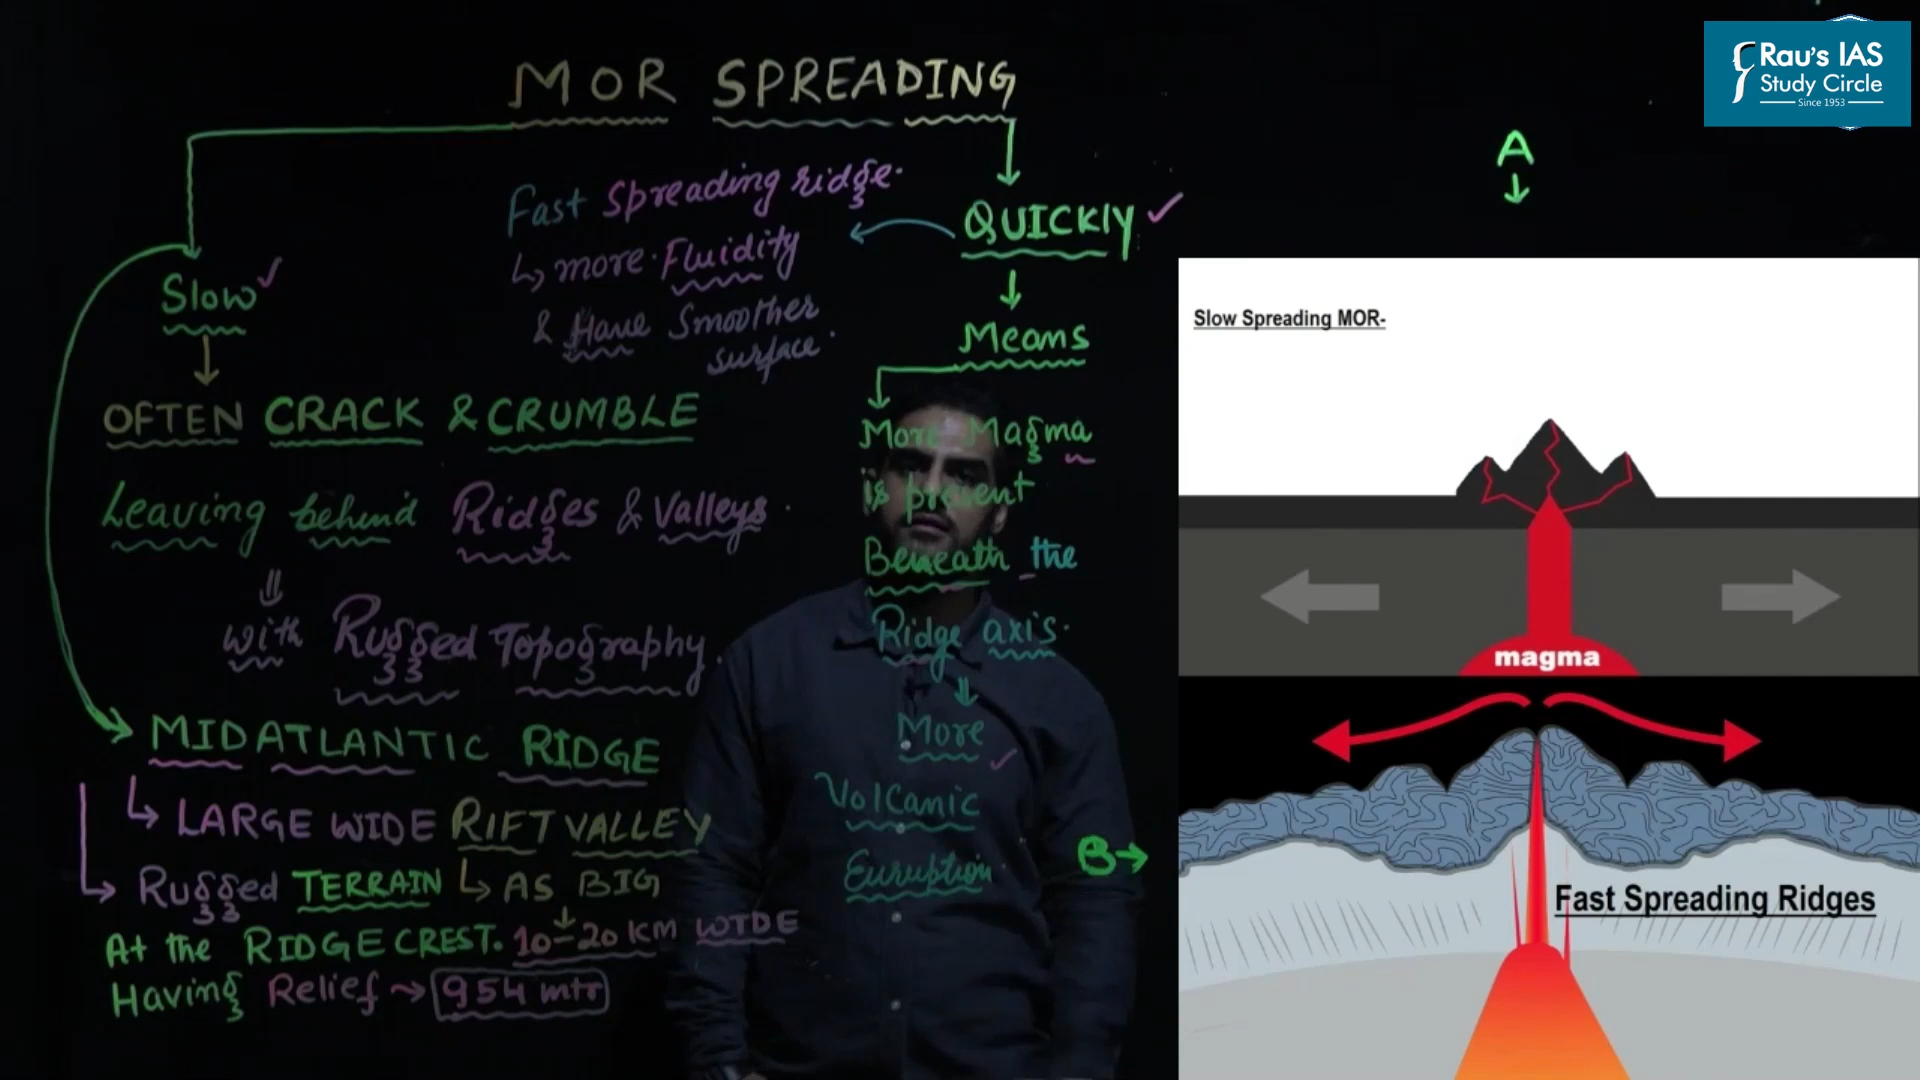 MOR SPREADING
Slow
OFTEN CRACK & CRUMBLE
Leaving behind Ridges & Valleys.
with Rugged Topography.
MID ATLANTIC RIDGE
LARGE WIDE RIFT VALLEY
Rugged TERRAIN AS BIG
At the RIDGE CREST. 10-20 KM WIDE
Having Relief → 954 mtr
QUICKLY
Fast Spreading ridge.
more Fluidity
& Have Smoother
surface.
Means
More Magma
is present
Beneath the
Ridge axis.
More
Volcanic
Euruption.
Rau's IAS
Study Circle
Since 1953
A
Slow Spreading MOR-
magma
B→
Fast Spreading Ridges